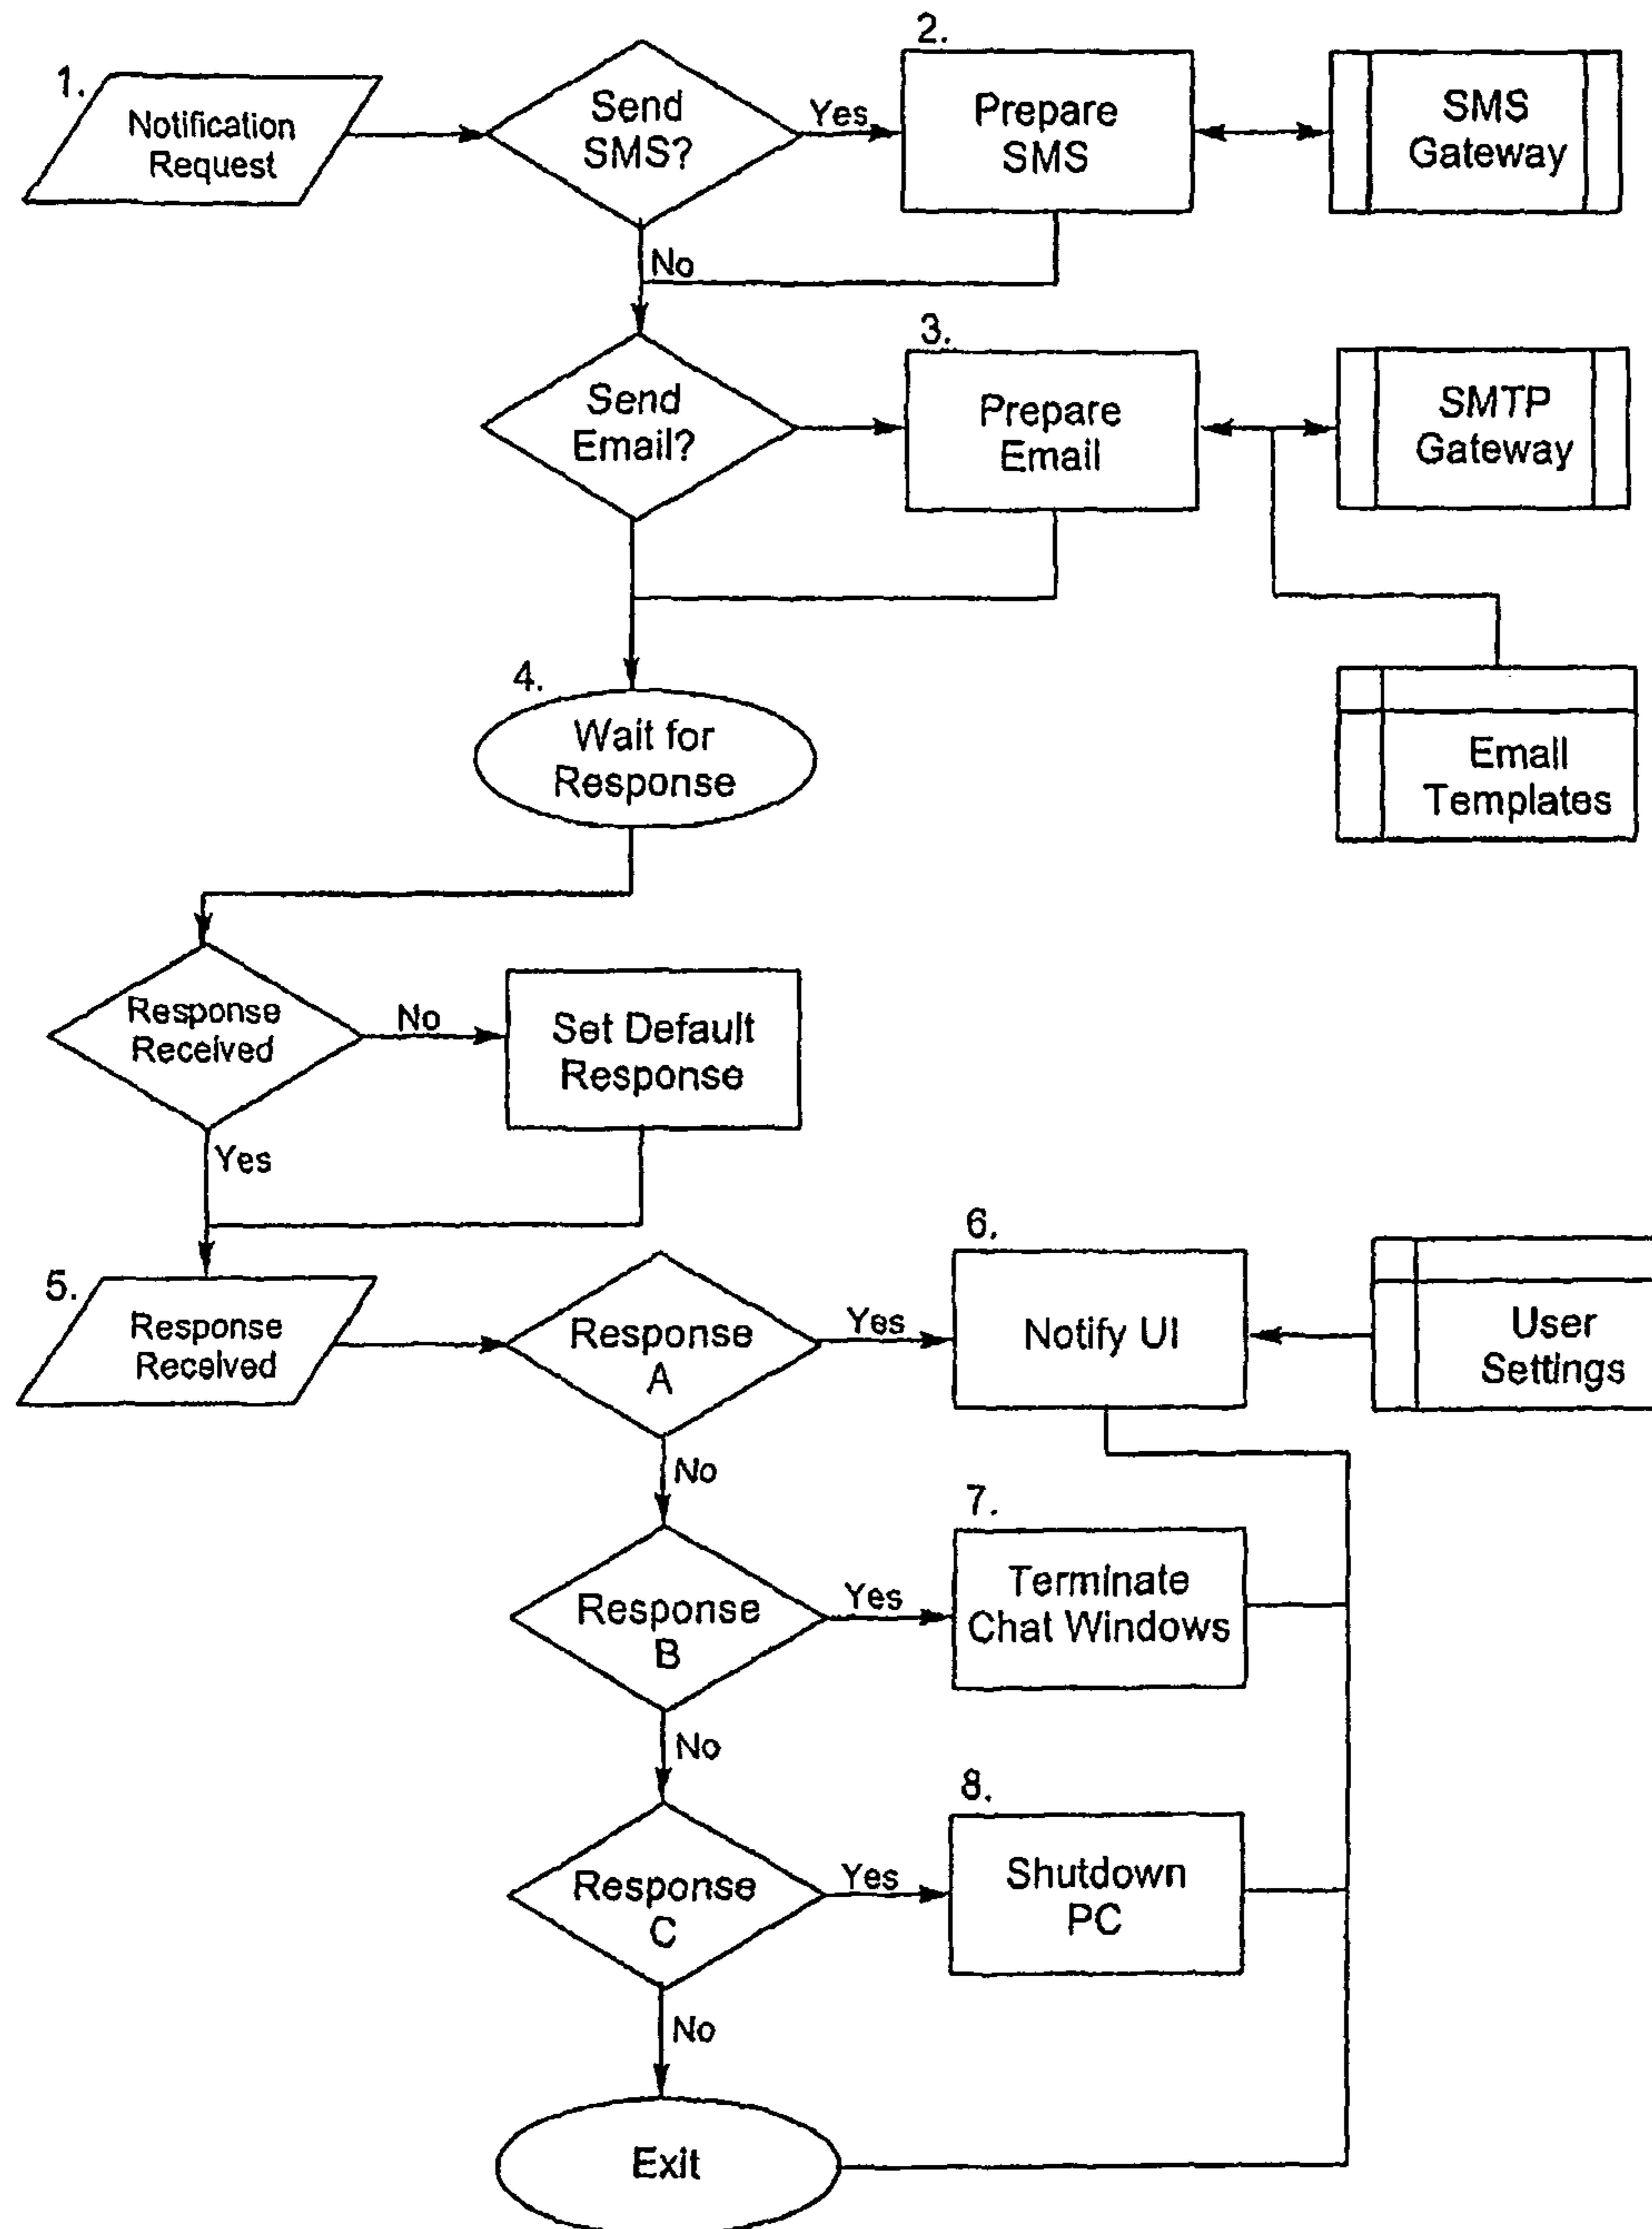 1.
Notification
Request
Send
SMS?
Yes
2.
Prepare
SMS
SMS
Gateway
No
Send
Email?
3.
Prepare
Email
SMTP
Gateway
Email
Templates
4.
Wait for
Response
Response
Received
No
Set Default
Response
Yes
5.
Response
Received
Response
A
Yes
6.
Notify UI
User
Settings
No
Response
B
Yes
7.
Terminate
Chat Windows
No
Response
C
Yes
8.
Shutdown
PC
No
Exit